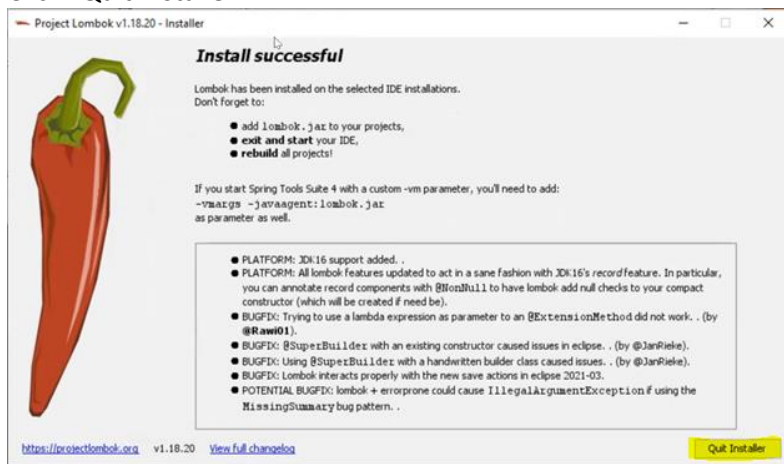 Project Lombok v1.18.20 - Installer
Install successful
Lombok has been installed on the selected IDE installations.
Don't forget to:
● add lombok.jar to your projects,
● exit and start your IDE,
● rebuild all projects!
If you start Spring Tools Suite 4 with a custom -vm parameter, you'll need to add:
-vmargs -javaagent:lombok.jar
as parameter as well.
● PLATFORM: JDK16 support added. .
● PLATFORM: All lombok features updated to act in a sane fashion with JDK16's record feature. In particular,
you can annotate record components with @NonNull to have lombok add null checks to your compact
constructor (which will be created if need be).
● BUGFIX: Trying to use a lambda expression as parameter to an @ExtensionMethod did not work. . (by
@Rawi01).
● BUGFIX: @SuperBuilder with an existing constructor caused issues in eclipse. . (by @JanRieke).
● BUGFIX: Using @SuperBuilder with a handwritten builder class caused issues. . (by @JanRieke).
● BUGFIX: Lombok interacts properly with the new save actions in eclipse 2021-03.
● POTENTIAL BUGFIX: lombok + errorprone could cause IllegalArgumentException if using the
MissingSummary bug pattern. .
https://projectlombok.org v1.18.20 View full changelog Quit Installer